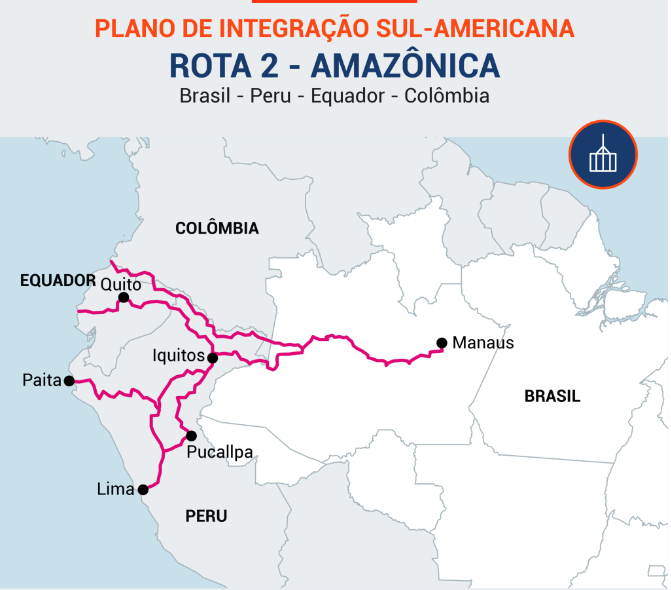 PLANO DE INTEGRAÇÃO SUL-AMERICANA
ROTA 2 - AMAZÔNICA
Brasil - Peru - Equador - Colômbia
COLÔMBIA
EQUADOR
Quito
Manaus
Iquitos
Paita
BRASIL
Pucallpa
Lima
PERU